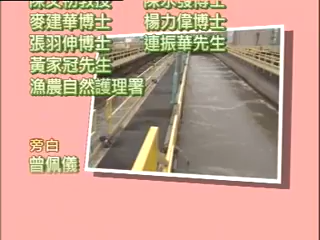 麥建華博士 楊力偉博士
張羽伸博士 連振華先生
黃家冠先生
漁農自然護理署
旁白
曾佩儀